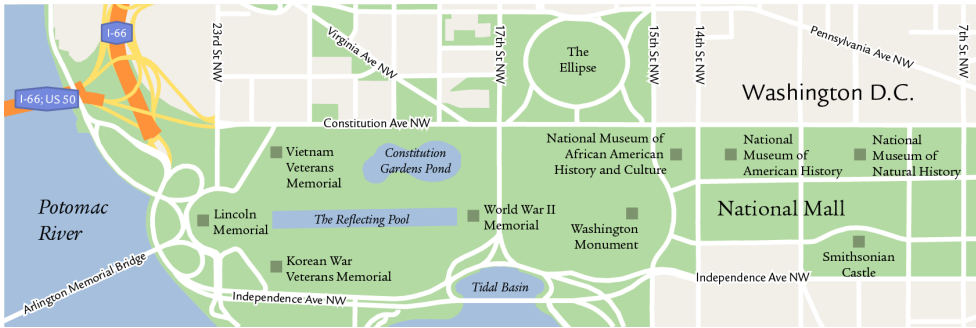 I-66
23rd St NW
Virginia Ave NW
17th St NW
The
Ellipse
15th St NW
14th St NW
Pennsylvania Ave NW
7th St NW
I-66; US 50
Washington D.C.
Constitution Ave NW
Vietnam
Veterans
Memorial
Constitution
Gardens Pond
National Museum of
African American
History and Culture
National
Museum of
American History
National
Museum of
Natural History
Potomac
River
Lincoln
Memorial
The Reflecting Pool
World War II
Memorial
Washington
Monument
National Mall
Korean War
Veterans Memorial
Smithsonian
Castle
Arlington Memorial Bridge
Independence Ave NW
Tidal Basin
Independence Ave NW